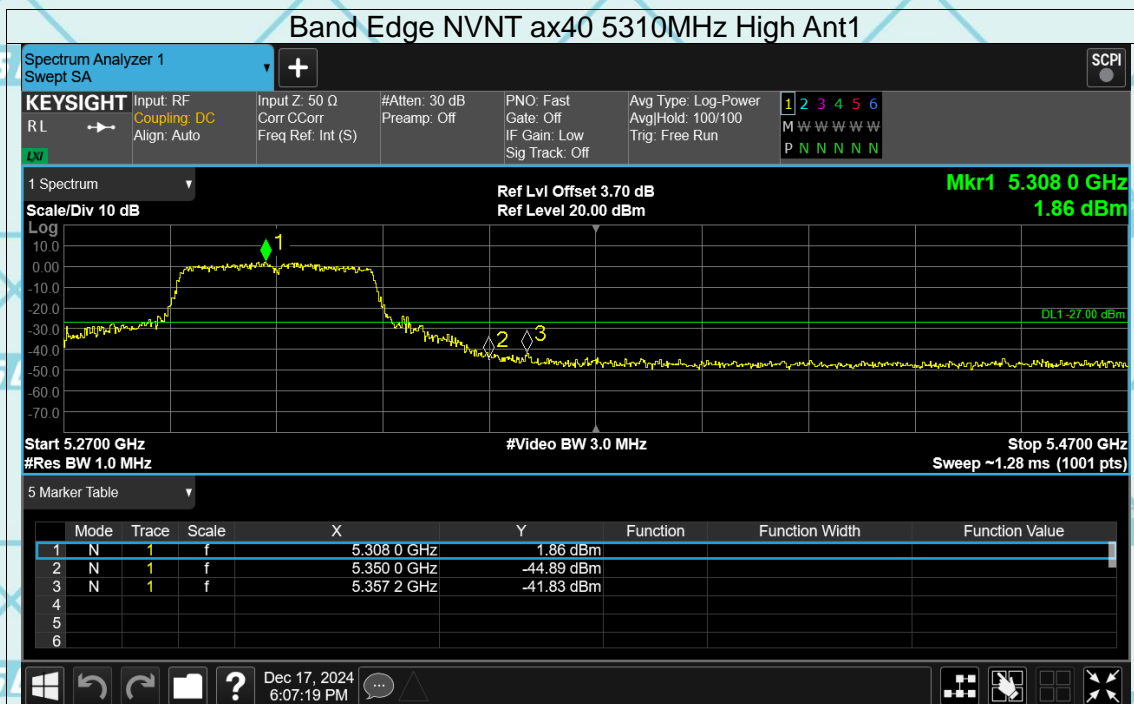 Band Edge NVNT ax40 5310MHz High Ant1
Spectrum Analyzer 1
Swept SA
+
SCPI
KEYSIGHT
RL
LXI
Input: RF
Coupling: DC
Align: Auto
Input Z: 50 Ω
Corr CCorr
Freq Ref: Int (S)
#Atten: 30 dB
Preamp: Off
PNO: Fast
Gate: Off
IF Gain: Low
Sig Track: Off
Avg Type: Log-Power
Avg|Hold: 100/100
Trig: Free Run
1 2 3 4 5 6
M W W W W W
P N N N N N
1 Spectrum
Scale/Div 10 dB
Ref Lvl Offset 3.70 dB
Ref Level 20.00 dBm
Mkr1 5.308 0 GHz
1.86 dBm
Log
10.0
0.00
-10.0
-20.0
-30.0
-40.0
-50.0
-60.0
-70.0
1
2
3
DL1 -27.00 dBm
Start 5.2700 GHz
#Video BW 3.0 MHz
Stop 5.4700 GHz
#Res BW 1.0 MHz
Sweep ~1.28 ms (1001 pts)
5 Marker Table
Mode Trace Scale X Y Function Function Width Function Value
1 N 1 f 5.308 0 GHz 1.86 dBm
2 N 1 f 5.350 0 GHz -44.89 dBm
3 N 1 f 5.357 2 GHz -41.83 dBm
4
5
6
?
Dec 17, 2024
6:07:19 PM